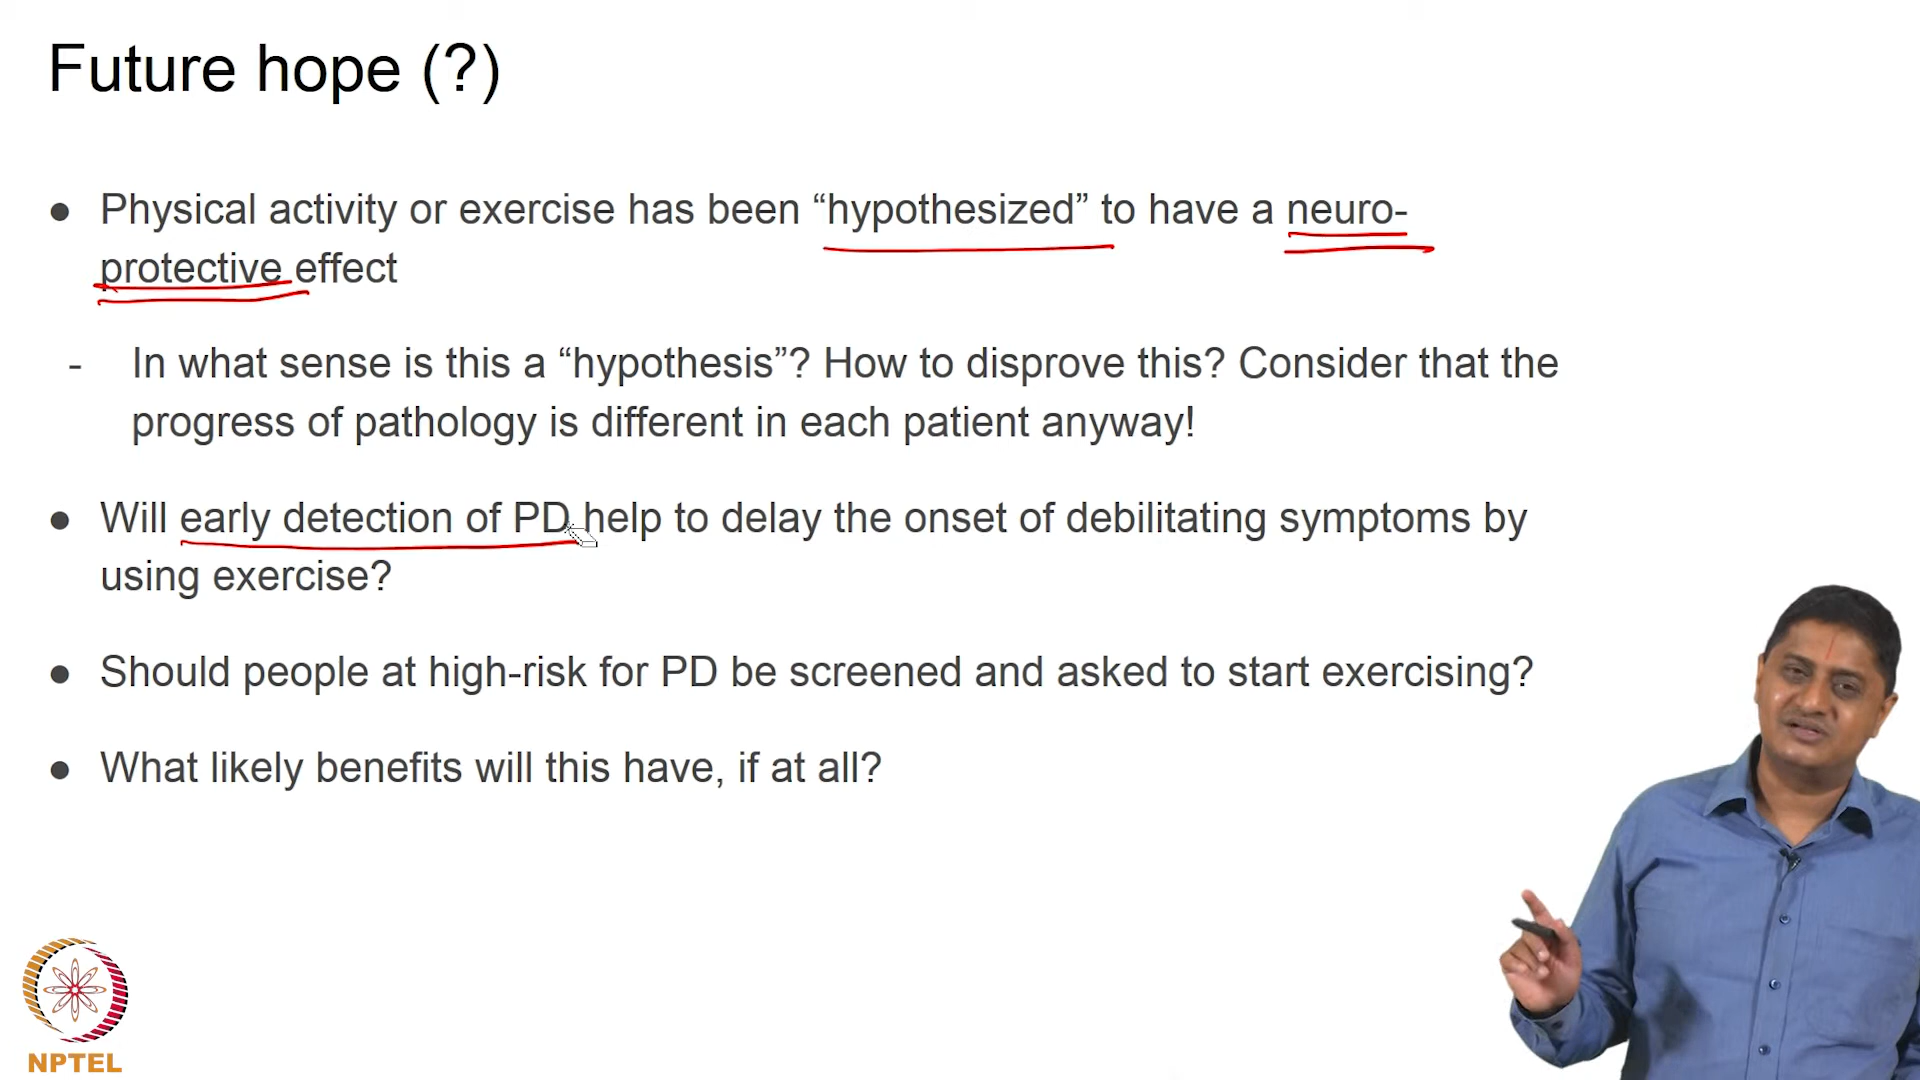 Future hope (?)
● Physical activity or exercise has been “hypothesized” to have a neuro-
protective effect
- In what sense is this a “hypothesis”? How to disprove this? Consider that the
progress of pathology is different in each patient anyway!
● Will early detection of PD help to delay the onset of debilitating symptoms by
using exercise?
● Should people at high-risk for PD be screened and asked to start exercising?
● What likely benefits will this have, if at all?
NPTEL